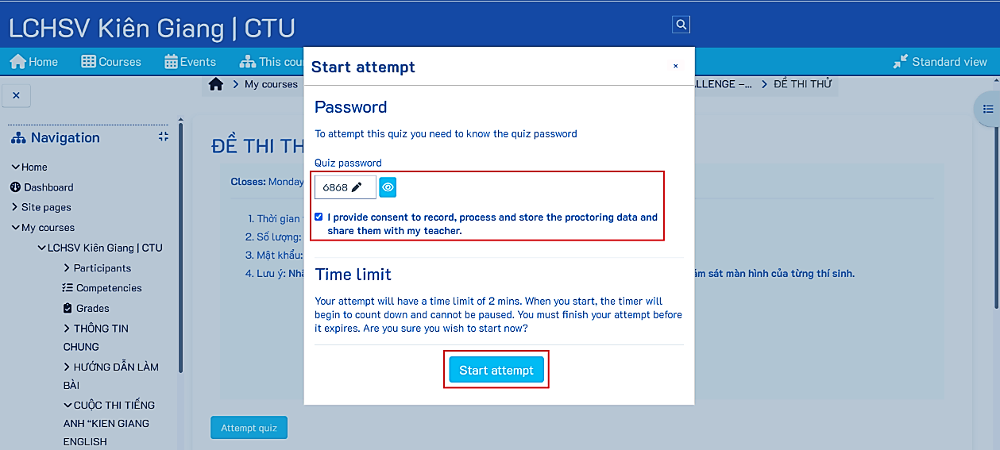 LCHSV Kiên Giang | CTU
Home Courses Events This Standard view
My courses ĐỀ THI THỬ
Navigation
Home
Dashboard
Site pages
My courses
LCHSV Kiên Giang | CTU
Participants
Competencies
Grades
THÔNG TIN
CHUNG
HƯỚNG DẪN LÀM
BÀI
CUỘC THI TIẾNG
ANH “KIEN GIANG
ENGLISH
ĐỀ THI
Closes: Monday
1. Thời gian
2. Số lượng:
3. Mật khẩu:
4. Lưu ý: sát màn hình của từng thí sinh.
Attempt quiz
Start attempt
×
Password
To attempt this quiz you need to know the quiz password
Quiz password
6868
I provide consent to record, process and store the proctoring data and
share them with my teacher.
Time limit
Your attempt will have a time limit of 2 mins. When you start, the timer will
begin to count down and cannot be paused. You must finish your attempt before
it expires. Are you sure you wish to start now?
Start attempt